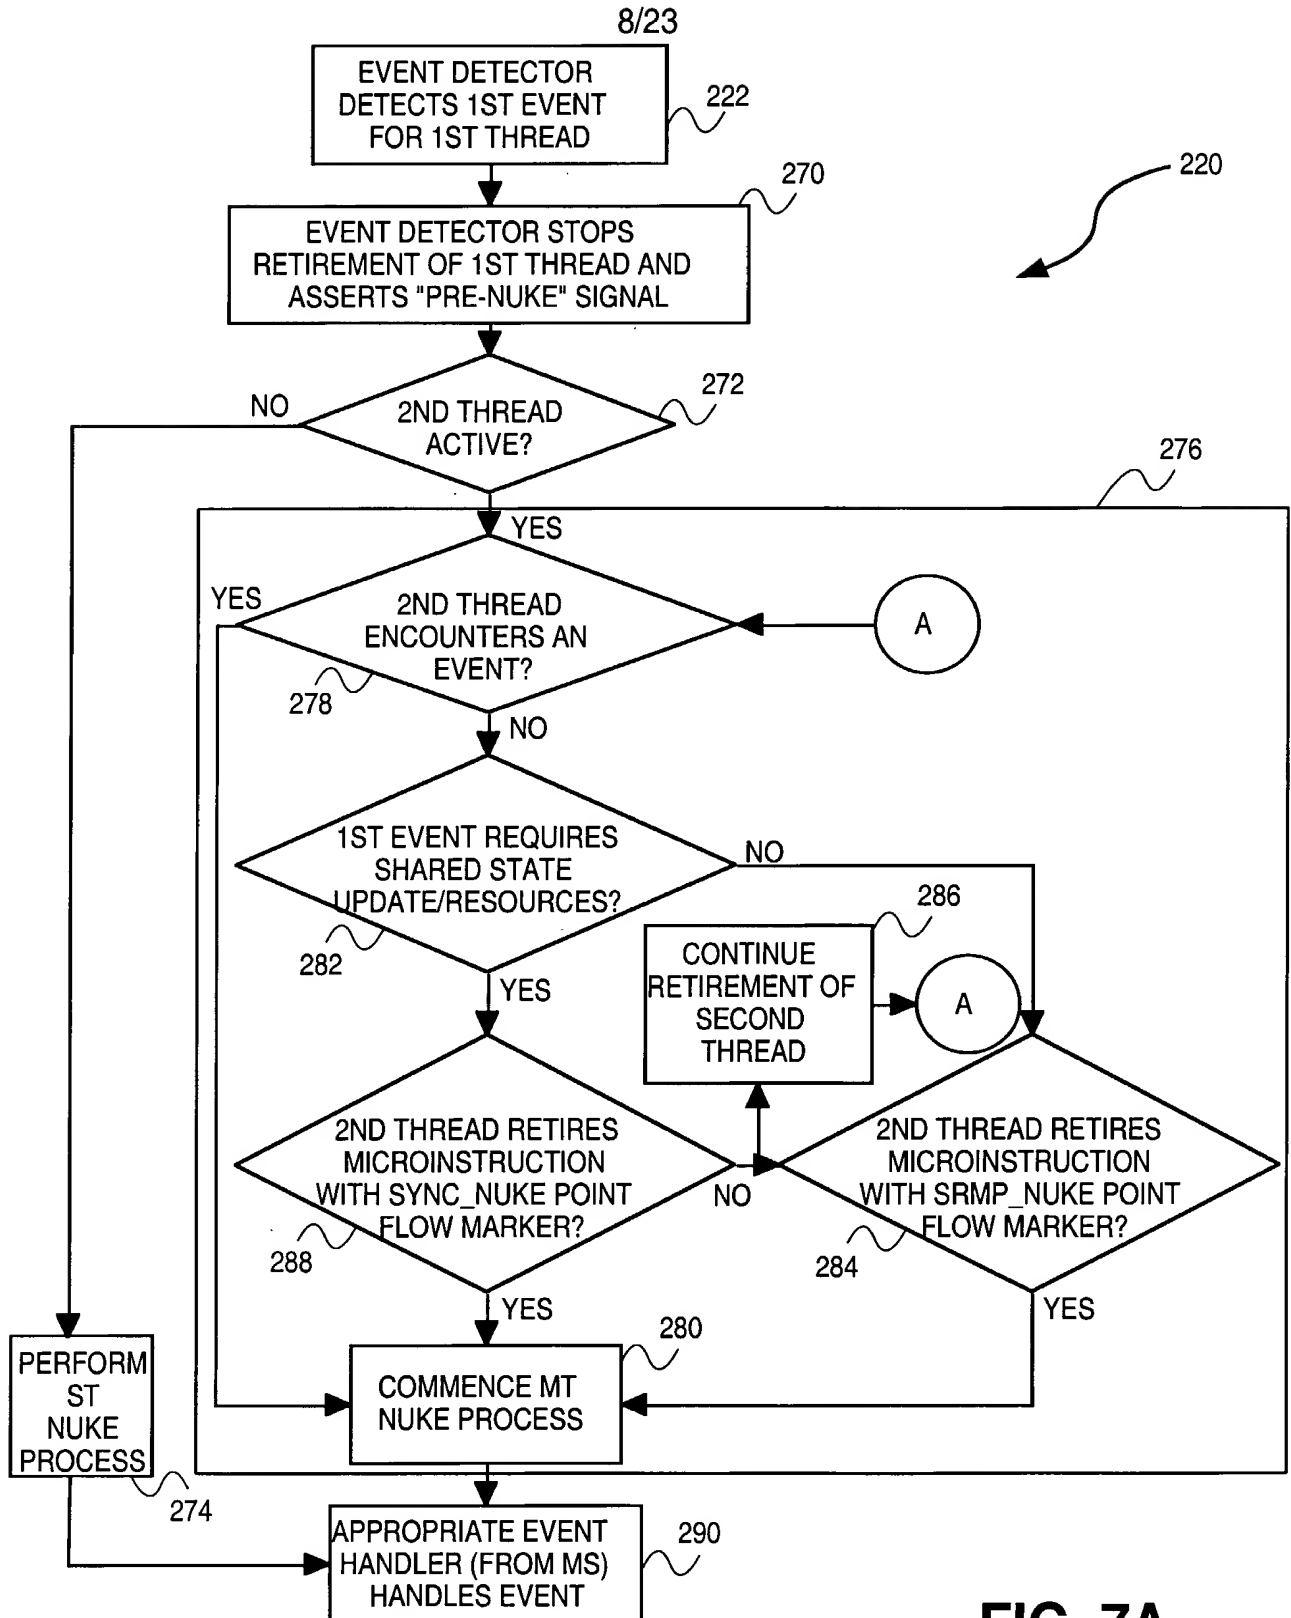 8/23
EVENT DETECTOR
DETECTS 1ST EVENT
FOR 1ST THREAD
222
220
270
EVENT DETECTOR STOPS
RETIREMENT OF 1ST THREAD AND
ASSERTS "PRE-NUKE" SIGNAL
272
NO
2ND THREAD
ACTIVE?
276
YES
YES
2ND THREAD
ENCOUNTERS AN
EVENT?
A
278
NO
1ST EVENT REQUIRES
SHARED STATE
UPDATE/RESOURCES?
NO
282
286
YES
CONTINUE
RETIREMENT OF
SECOND
THREAD
A
2ND THREAD RETIRES
MICROINSTRUCTION
WITH SYNC_NUKE POINT
FLOW MARKER?
NO
288
2ND THREAD RETIRES
MICROINSTRUCTION
WITH SRMP_NUKE POINT
FLOW MARKER?
284
YES
YES
280
COMMENCE MT
NUKE PROCESS
PERFORM
ST
NUKE
PROCESS
274
APPROPRIATE EVENT
HANDLER (FROM MS)
HANDLES EVENT
290
FIG. 7A